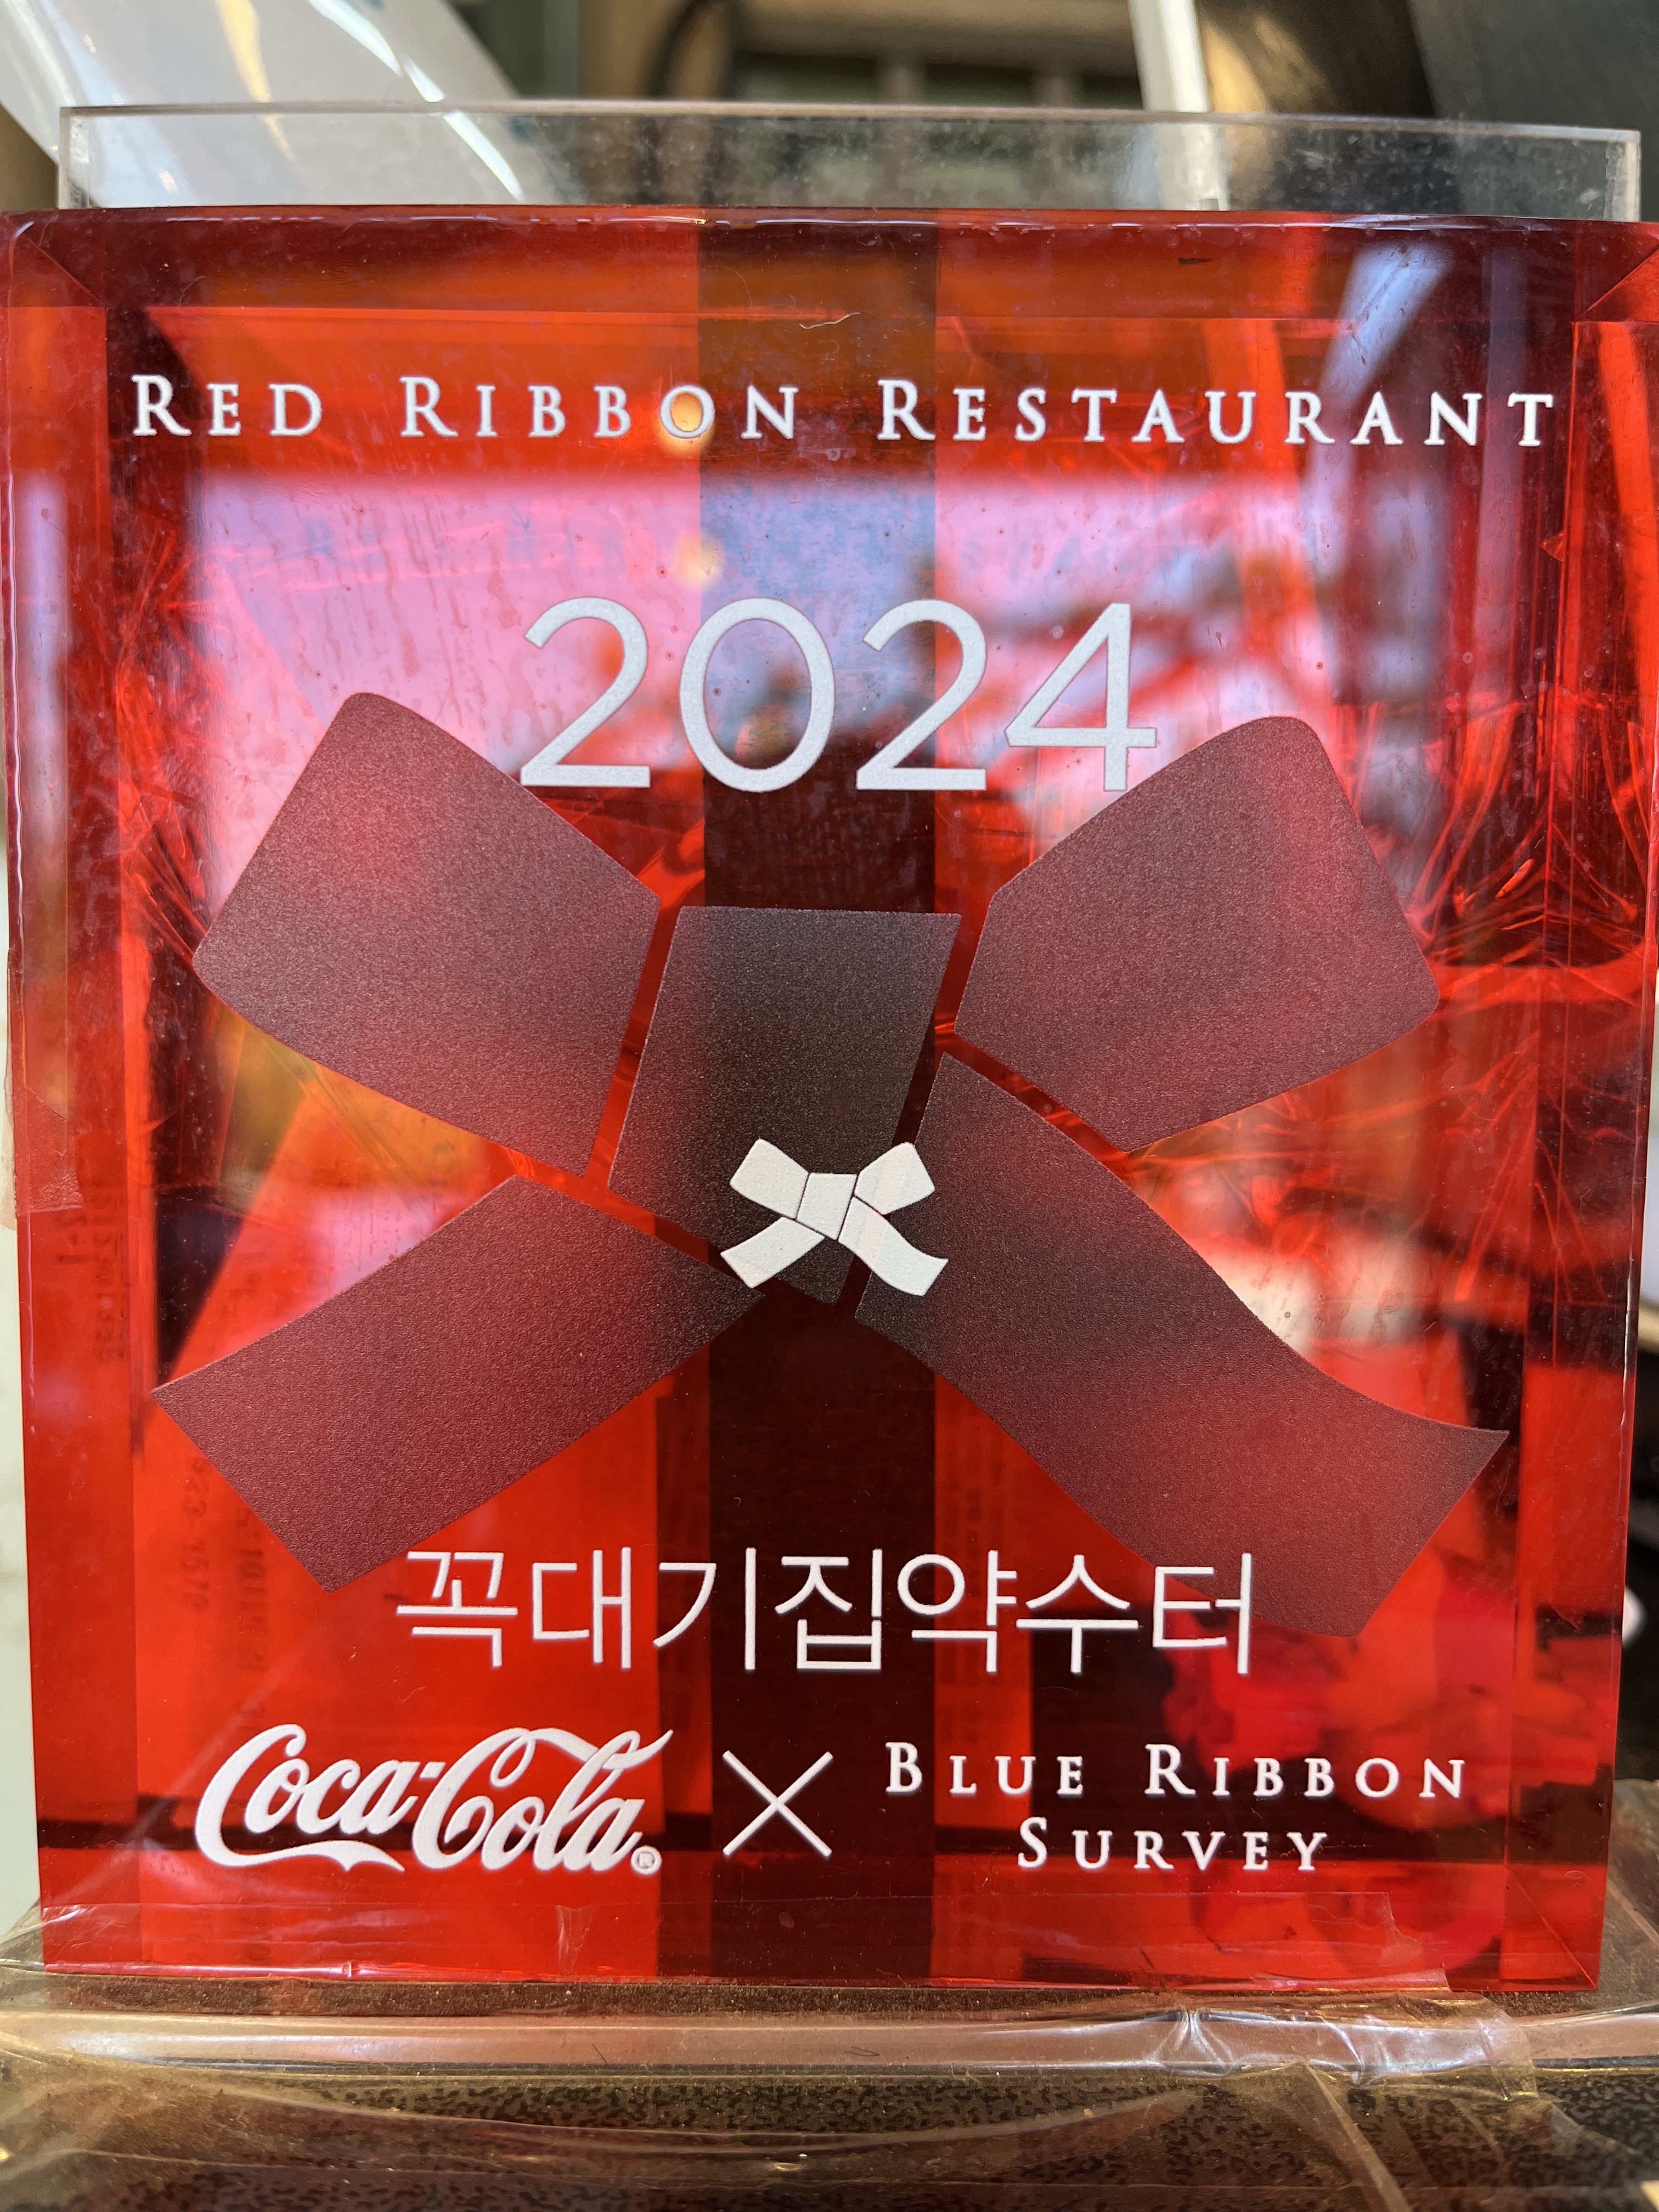 RED RIBBON RESTAURANT
2024
꼭대기집약수터
Coca-Cola® × BLUE RIBBON
SURVEY